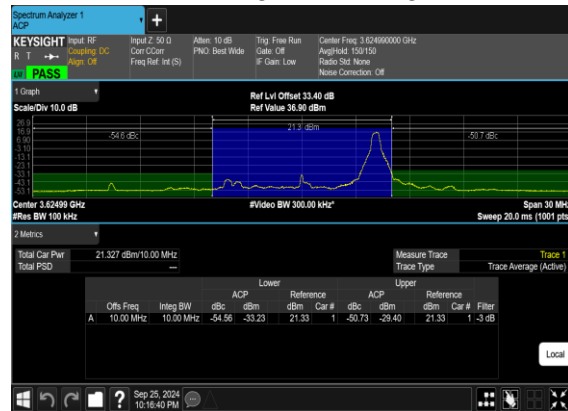 Spectrum Analyzer 1
ACP
KEYSIGHT Input: RF Input Z: 50 Ω Atten: 10 dB Trig: Free Run Center Freq: 3.624990000 GHz
R T Coupling: DC Corr CCorr PNO: Best Wide Gate: Off Avg|Hold: 150/150
Align: Off Freq Ref: Int (S) IF Gain: Low Radio Std: None
LXI PASS Noise Correction: Off
1 Graph
Ref Lvl Offset 33.40 dB
Scale/Div 10.0 dB Ref Value 36.90 dBm
26.9
16.9
6.90
-3.10
-13.1
-23.1
-33.1
-43.1
-53.1
-54.6 dBc 21.3 dBm -50.7 dBc
Center 3.62499 GHz #Video BW 300.00 kHz* Span 30 MHz
#Res BW 100 kHz Sweep 20.0 ms (1001 pts)
2 Metrics
Total Car Pwr 21.327 dBm/10.00 MHz Measure Trace Trace 1
Total PSD --- Trace Type Trace Average (Active)
Lower Upper
ACP Reference ACP Reference
Offs Freq Integ BW dBc dBm dBm Car # dBc dBm dBm Car # Filter
A 10.00 MHz 10.00 MHz -54.56 -33.23 21.33 1 -50.73 -29.40 21.33 1 -3 dB
Local
Sep 25, 2024
10:16:40 PM